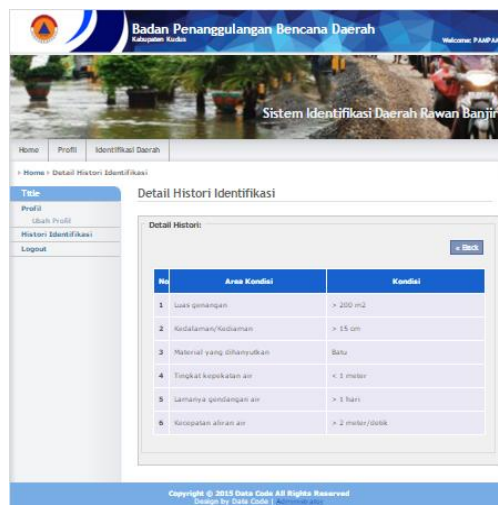 Badan Penanggulangan Bencana Daerah
Kabupaten Kudus
Welcome: PAMPA
Sistem Identifikasi Daerah Rawan Banjir
Home Profil Identifikasi Daerah
› Home › Detail Histori Identifikasi
Title
Profil
Ubah Profil
Histori Identifikasi
Logout
Detail Histori Identifikasi
Detail Histori:
« Back
No Area Kondisi Kondisi
1 Luas genangan > 200 m2
2 Kedalaman/Kediaman > 15 cm
3 Material yang dihanyutkan Batu
4 Tingkat kepekatan air < 1 meter
5 Lamanya gendangan air > 1 hari
6 Kecepatan aliran air > 2 meter/detik
Copyright © 2015 Data Code All Rights Reserved
Design by Data Code | Administrator